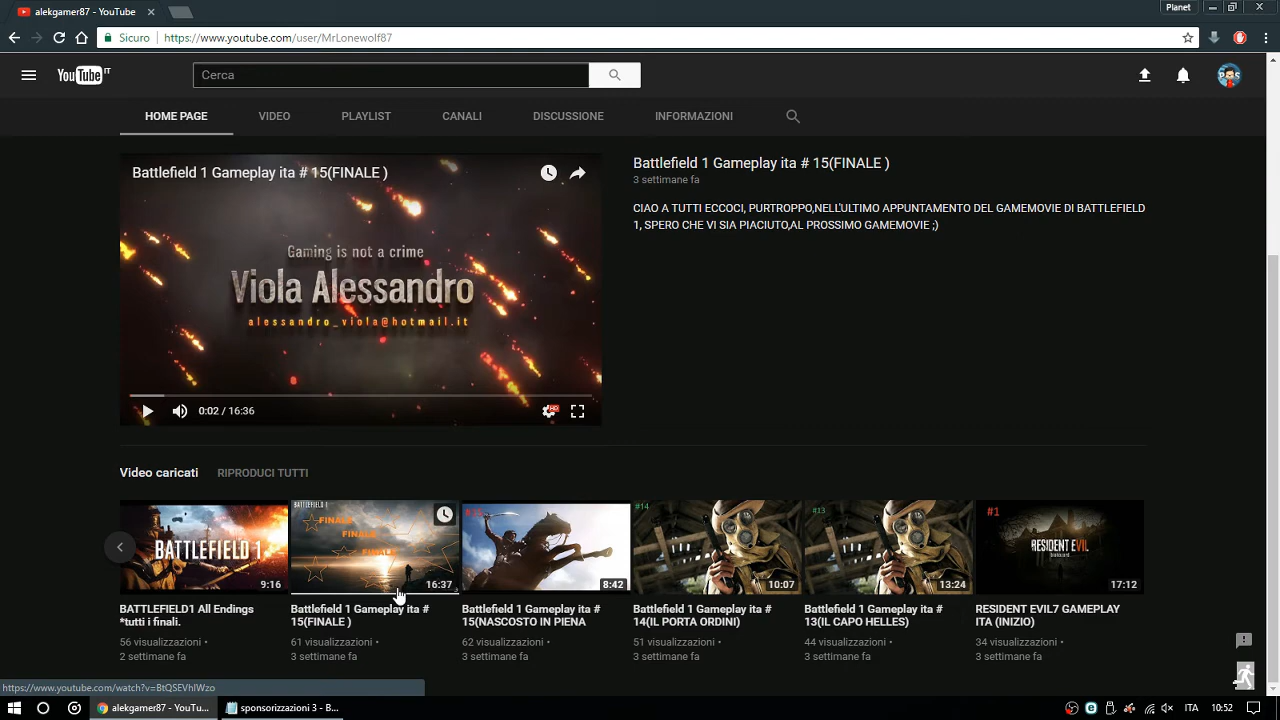 alekgamer87 - YouTube
Planet
Sicuro
https://www.youtube.com/user/MrLonewolf87
YouTube IT
Cerca
HOME PAGE
VIDEO
PLAYLIST
CANALI
DISCUSSIONE
INFORMAZIONI
Battlefield 1 Gameplay ita # 15(FINALE )
Gaming is not a crime
Viola Alessandro
alessandro_viola@hotmail.it
0:02 / 16:36
HD
Battlefield 1 Gameplay ita # 15(FINALE )
3 settimane fa
CIAO A TUTTI ECCOCI, PURTROPPO,NELL'ULTIMO APPUNTAMENTO DEL GAMEMOVIE DI BATTLEFIELD
1, SPERO CHE VI SIA PIACIUTO,AL PROSSIMO GAMEMOVIE ;)
Video caricati
RIPRODUCI TUTTI
BATTLEFIELD 1
9:16
BATTLEFIELD1 All Endings
*tutti i finali.
56 visualizzazioni •
2 settimane fa
BATTLEFIELD 1
FINALE
FINALE
FINALE
16:37
Battlefield 1 Gameplay ita #
15(FINALE )
61 visualizzazioni •
3 settimane fa
8:42
Battlefield 1 Gameplay ita #
15(NASCOSTO IN PIENA
62 visualizzazioni •
3 settimane fa
#14
10:07
Battlefield 1 Gameplay ita #
14(IL PORTA ORDINI)
51 visualizzazioni •
3 settimane fa
#13
13:24
Battlefield 1 Gameplay ita #
13(IL CAPO HELLES)
44 visualizzazioni •
3 settimane fa
#1
RESIDENT EVIL
17:12
RESIDENT EVIL7 GAMEPLAY
ITA (INIZIO)
34 visualizzazioni •
3 settimane fa
https://www.youtube.com/watch?v=BtQSEVhIWzo
alekgamer87 - YouTu...
sponsorizzazioni 3 - B...
ITA
10:52